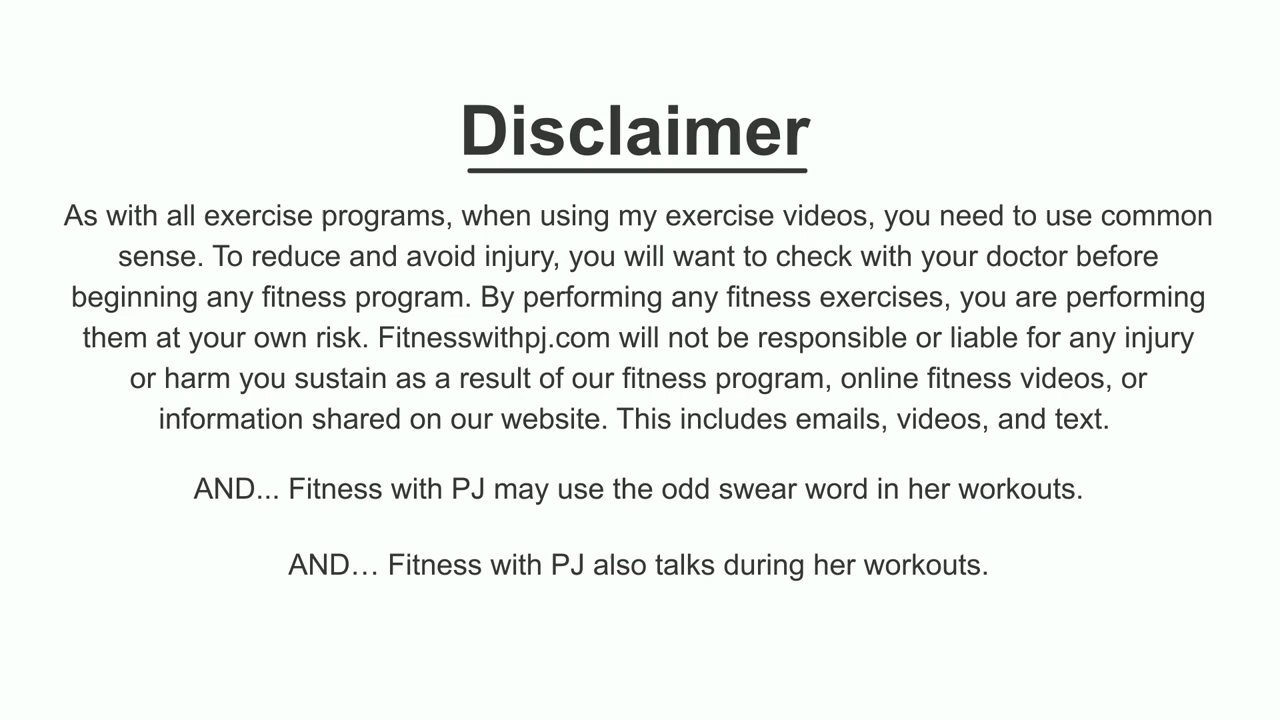 Disclaimer
As with all exercise programs, when using my exercise videos, you need to use common
sense. To reduce and avoid injury, you will want to check with your doctor before
beginning any fitness program. By performing any fitness exercises, you are performing
them at your own risk. Fitnesswithpj.com will not be responsible or liable for any injury
or harm you sustain as a result of our fitness program, online fitness videos, or
information shared on our website. This includes emails, videos, and text.
AND... Fitness with PJ may use the odd swear word in her workouts.
AND… Fitness with PJ also talks during her workouts.